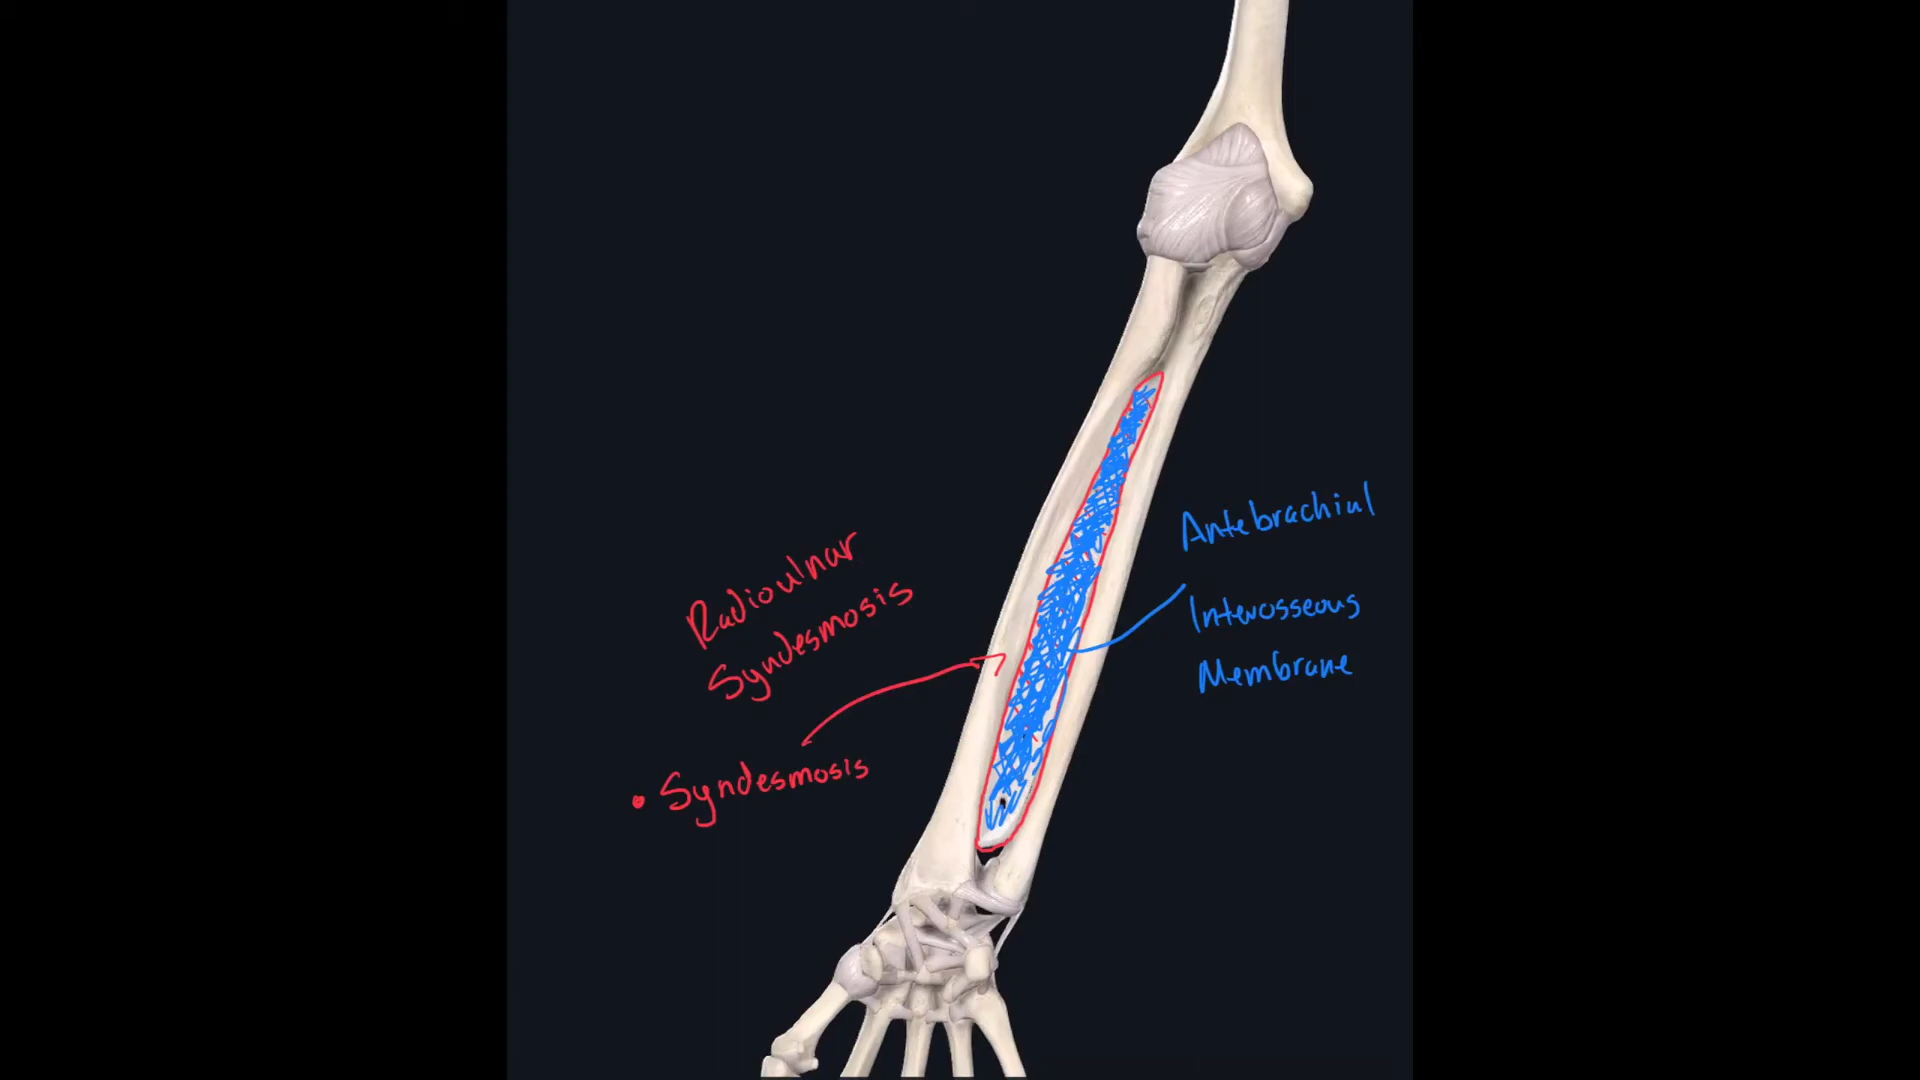 Radioulnar
Syndesmosis
• Syndesmosis
Antebrachial
Interosseous
Membrane